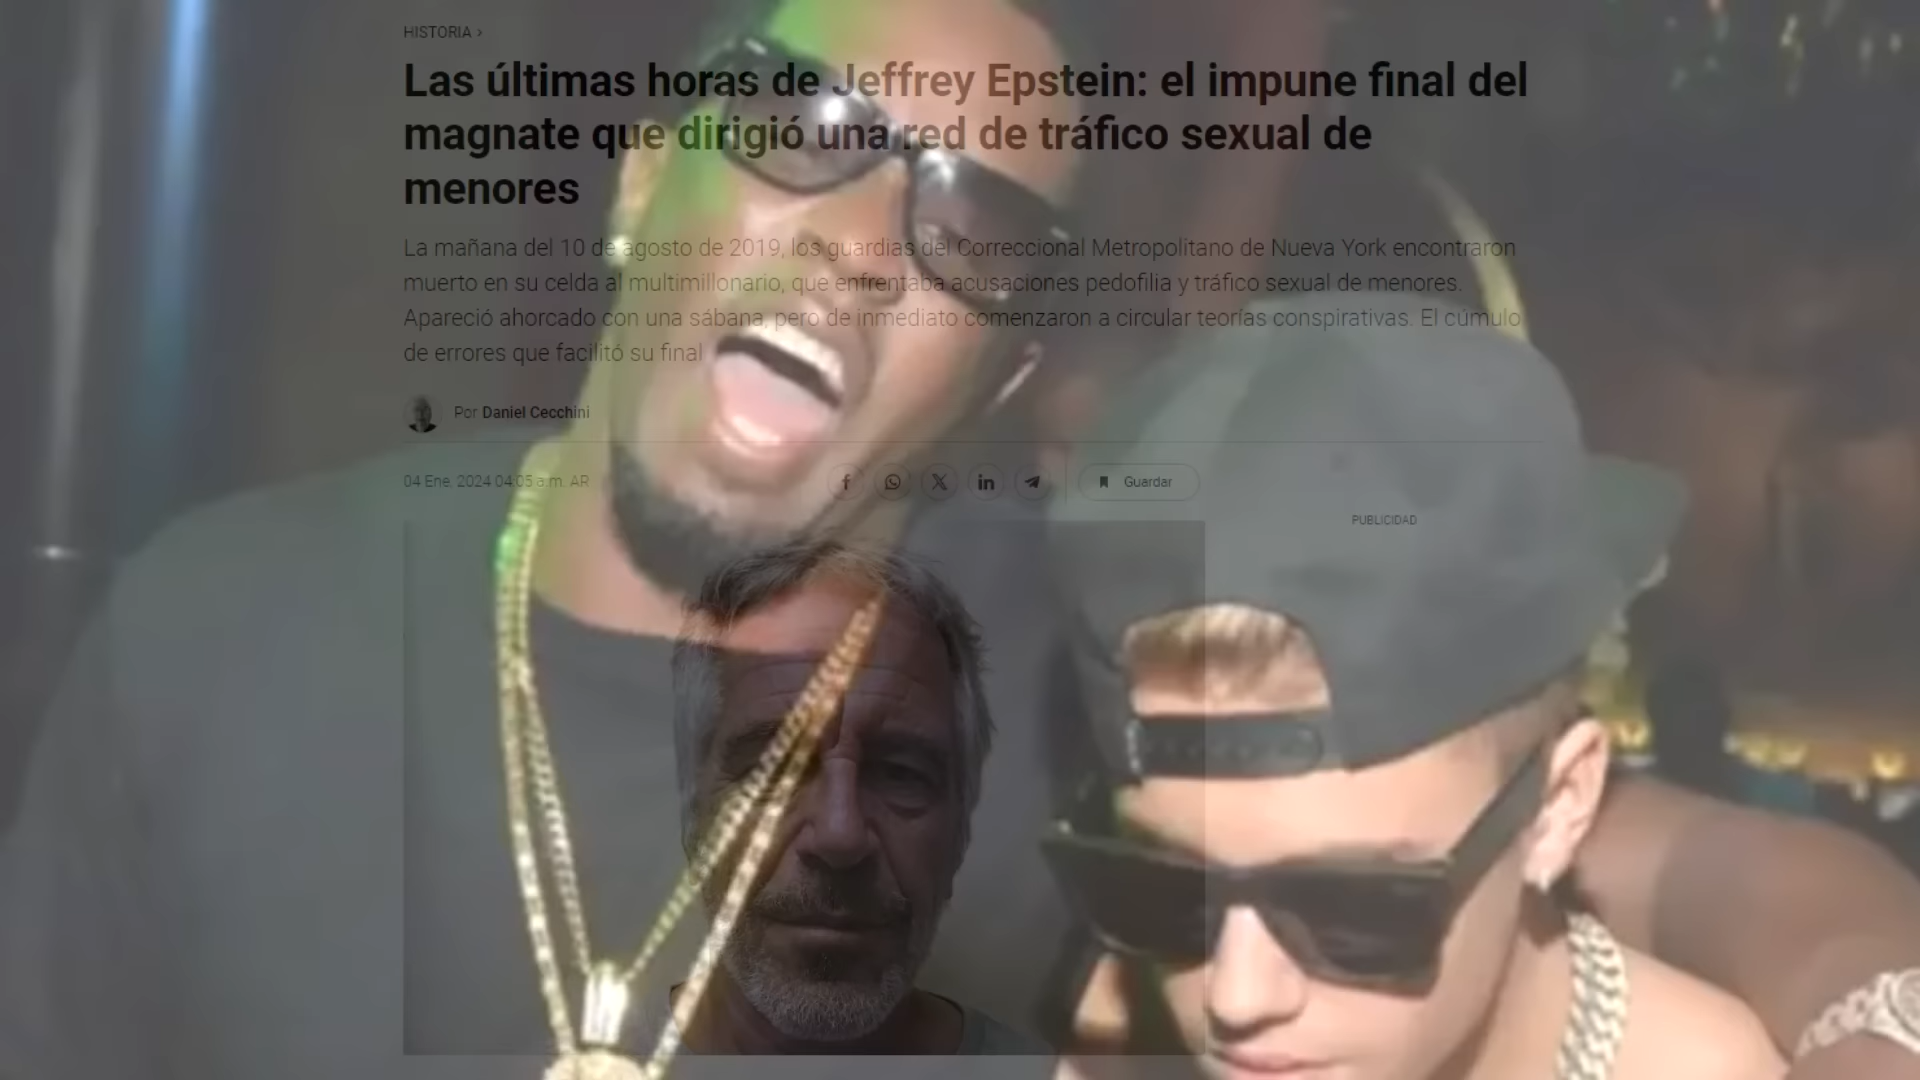 HISTORIA >
Las últimas horas de Jeffrey Epstein: el impune final del
magnate que dirigió una red de tráfico sexual de
menores
La mañana del 10 de agosto de 2019, los guardias del Correccional Metropolitano de Nueva York encontraron
muerto en su celda al multimillonario, que enfrentaba acusaciones pedofilia y tráfico sexual de menores.
Apareció ahorcado con una sábana, pero de inmediato comenzaron a circular teorías conspirativas. El cúmulo
de errores que facilitó su final
Por Daniel Cecchini
04 Ene, 2024 04:05 a.m. AR
Guardar
PUBLICIDAD